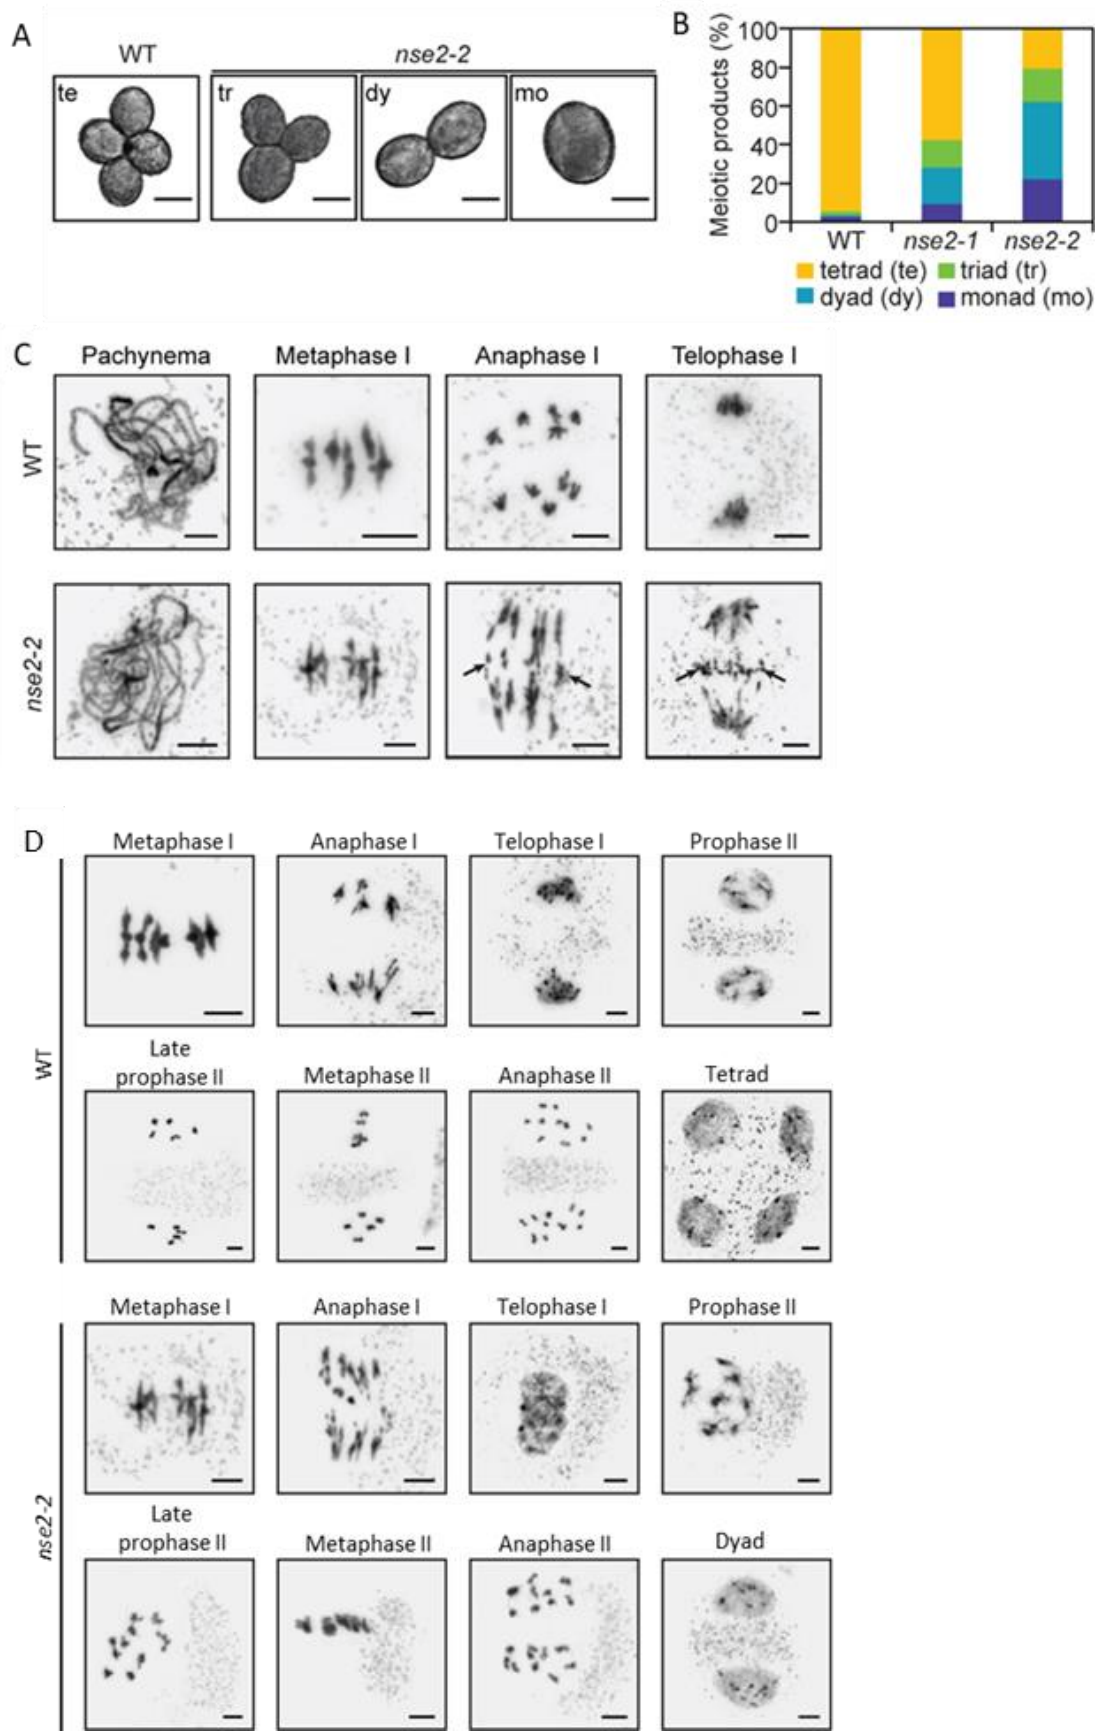 A
WT
nse2-2
te
tr
dy
mo
B
Meiotic products (%)
100
80
60
40
20
0
WT
nse2-1
nse2-2
tetrad (te)
triad (tr)
dyad (dy)
monad (mo)
C
Pachynema
Metaphase I
Anaphase I
Telophase I
WT
nse2-2
D
Metaphase I
Anaphase I
Telophase I
Prophase II
WT
Late
prophase II
Metaphase II
Anaphase II
Tetrad
Metaphase I
Anaphase I
Telophase I
Prophase II
nse2-2
Late
prophase II
Metaphase II
Anaphase II
Dyad